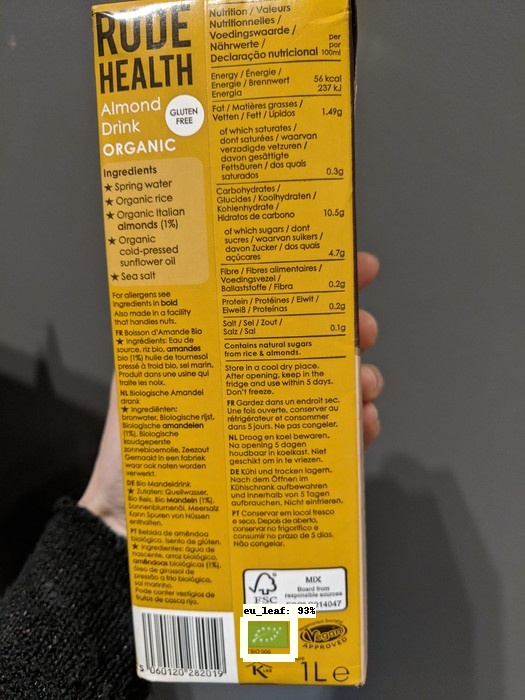 RUDE
HEALTH
Almond
Drink
ORGANIC
GLUTEN
FREE
Ingredients
★ Spring water
★ Organic rice
★ Organic Italian
almonds (1%)
★ Organic
cold-pressed
sunflower oil
★ Sea salt
For allergens see
ingredients in bold
Also made in a facility
that handles nuts.
FR Boisson d'Amande Bio
★ Ingrédients: Eau de
source, riz bio, amandes
bio (1%) huile de tournesol
pressé à froid bio, sel marin.
Produit dans une usine qui
traite les noix.
NL Biologische Amandel
drank
★ Ingrediënten:
bronwater, Biologische rijst,
Biologische amandelen
(1%), Biologische
koudgeperste
zonnebloemolie, Zeezout
Gemaakt in een fabriek
waar ook noten worden
verwerkt.
DE Bio Mandeldrink
★ Zutaten: Quellwasser,
Bio Reis, Bio Mandeln (1%),
Sonnenblumenöl, Meersalz
Kann Spuren von Nüssen
enthalten.
PT Bebida de amêndoa
biológico, isento de glúten.
★ Ingredientes: água de
nascente, arroz biológico,
amêndoas biológicas (1%),
óleo de girassol de
pressão a frio biológico,
sal marinho.
Pode conter vestígios de
frutos de casca rija.
5 060120 282019
Nutrition / Valeurs
Nutritionnelles /
Voedingswaarde /
Nährwerte /
Declaração nutricional
per
por
100ml
Energy / Énergie /
Energie / Brennwert
Energia
56 kcal
237 kJ
Fat / Matières grasses /
Vetten / Fett / Lípidos
1.49g
of which saturates /
dont saturées / waarvan
verzadigde vetzuren /
davon gesättigte
Fettsäuren / dos quais
saturados
0.3g
Carbohydrates /
Glucides / Koolhydraten /
Kohlenhydrate /
Hidratos de carbono
10.5g
of which sugars / dont
sucres / waarvan suikers /
davon Zucker / dos quais
açúcares
4.7g
Fibre / Fibres alimentaires /
Voedingsvezel /
Ballaststoffe / Fibra
0.2g
Protein / Protéines / Eiwit /
Eiweiß / Proteínas
0.2g
Salt / Sel / Zout /
Salz / Sal
0.1g
Contains natural sugars
from rice & almonds.
Store in a cool dry place.
After opening, keep in the
fridge and use within 5 days.
Don't freeze.
FR Gardez dans un endroit sec.
Une fois ouverte, conserver au
réfrigérateur et consommer
dans 5 jours. Ne pas congeler.
NL Droog en koel bewaren.
Na opening 5 dagen
houdbaar in koelkast. Niet
geschikt om in te vriezen.
DE Kühl und trocken lagern.
Nach dem Öffnen im
Kühlschrank aufbewahren
und innerhalb von 5 Tagen
aufbrauchen. Nicht einfrieren.
PT Conservar em local fresco
e seco. Depois de aberto,
conservar no frigorífico e
consumir no prazo de 5 dias.
Não congelar.
FSC
MIX
Board from
responsible sources
014047
eu_leaf: 93%
Vegan
APPROVED
K
1L e